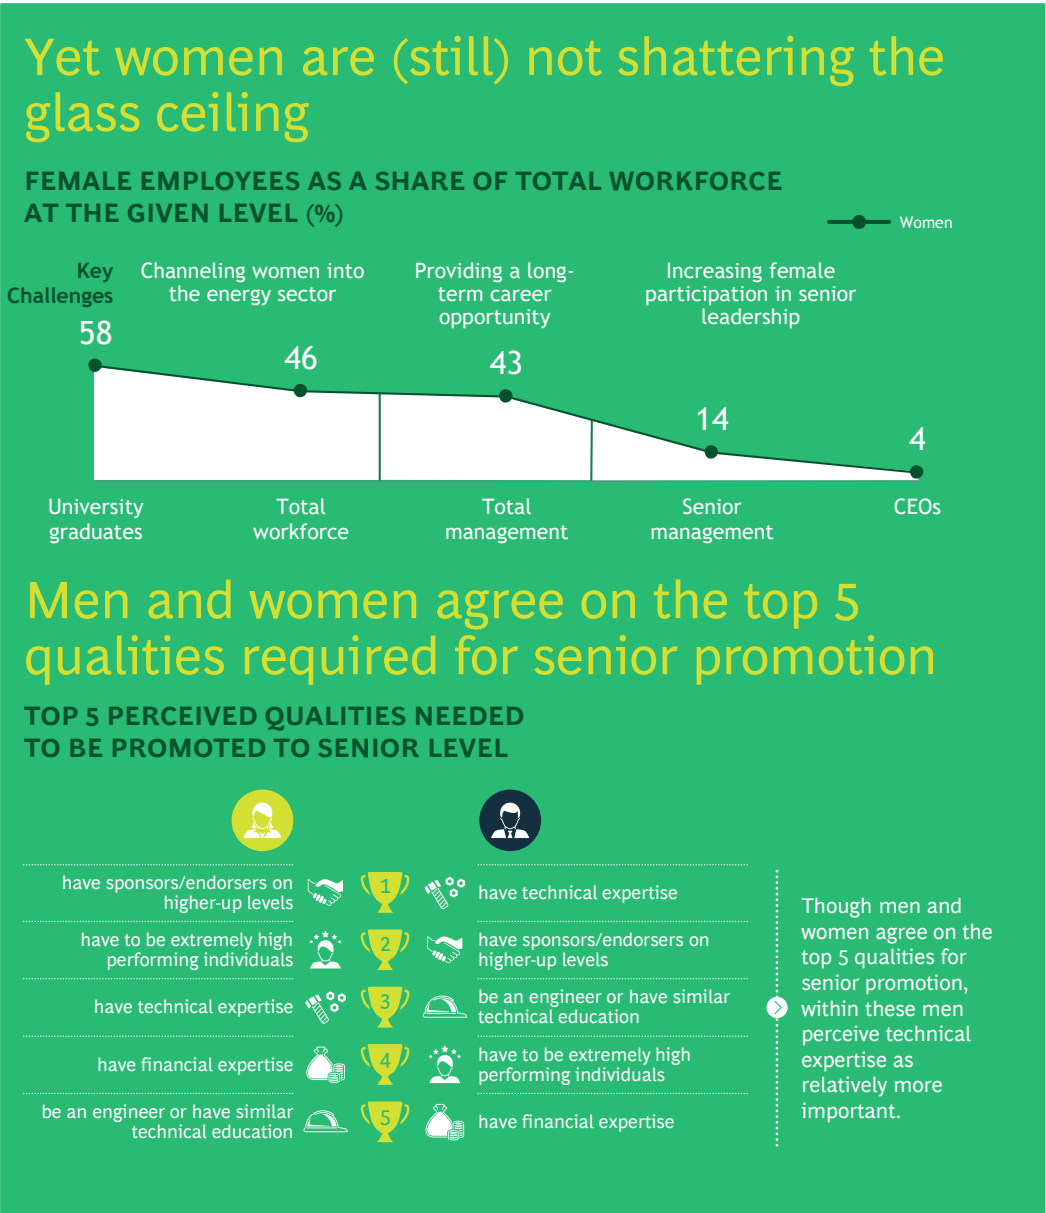 Yet women are (still) not shattering the
glass ceiling
FEMALE EMPLOYEES AS A SHARE OF TOTAL WORKFORCE
AT THE GIVEN LEVEL (%)
Women
Key
Challenges
Channeling women into
the energy sector
Providing a long-
term career
opportunity
Increasing female
participation in senior
leadership
58
46
43
14
4
University
graduates
Total
workforce
Total
management
Senior
management
CEOs
Men and women agree on the top 5
qualities required for senior promotion
TOP 5 PERCEIVED QUALITIES NEEDED
TO BE PROMOTED TO SENIOR LEVEL
have sponsors/endorsers on
higher-up levels
1
have technical expertise
have to be extremely high
performing individuals
2
have sponsors/endorsers on
higher-up levels
have technical expertise
3
be an engineer or have similar
technical education
have financial expertise
4
have to be extremely high
performing individuals
be an engineer or have similar
technical education
5
have financial expertise
Though men and
women agree on the
top 5 qualities for
senior promotion,
within these men
perceive technical
expertise as
relatively more
important.